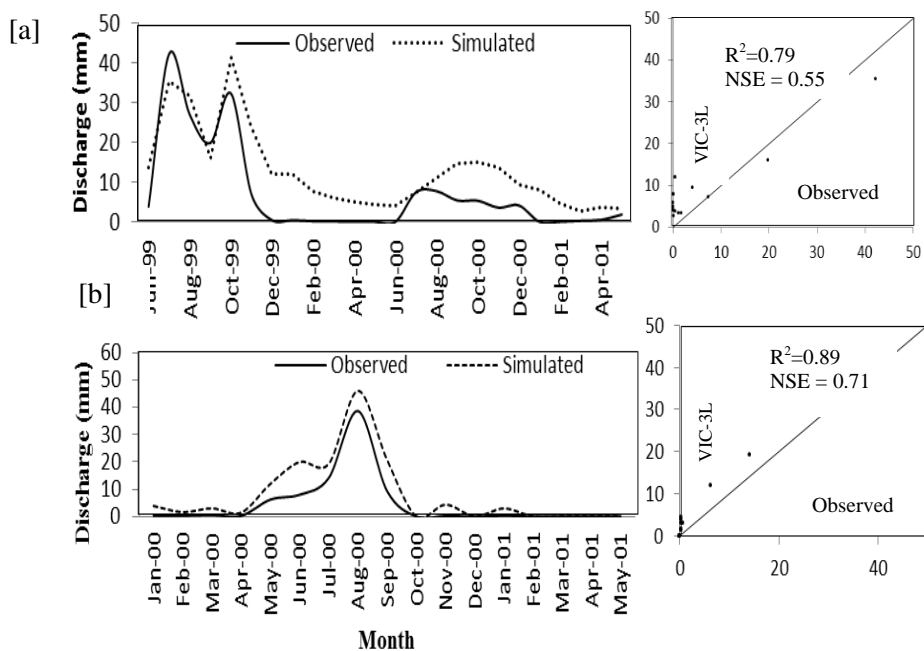 [a]
Observed
Simulated
Discharge (mm)
50
40
30
20
10
0
Jun-99
Aug-99
Oct-99
Dec-99
Feb-00
Apr-00
Jun-00
Aug-00
Oct-00
Dec-00
Feb-01
Apr-01
R²=0.79
NSE = 0.55
VIC-3L
Observed
50
40
30
20
10
0
0
10
20
30
40
50
[b]
Observed
Simulated
Discharge (mm)
60
50
40
30
20
10
0
Jan-00
Feb-00
Mar-00
Apr-00
May-00
Jun-00
Jul-00
Aug-00
Sep-00
Oct-00
Nov-00
Dec-00
Jan-01
Feb-01
Mar-01
Apr-01
May-01
Month
R²=0.89
NSE = 0.71
VIC-3L
Observed
50
40
30
20
10
0
0
20
40